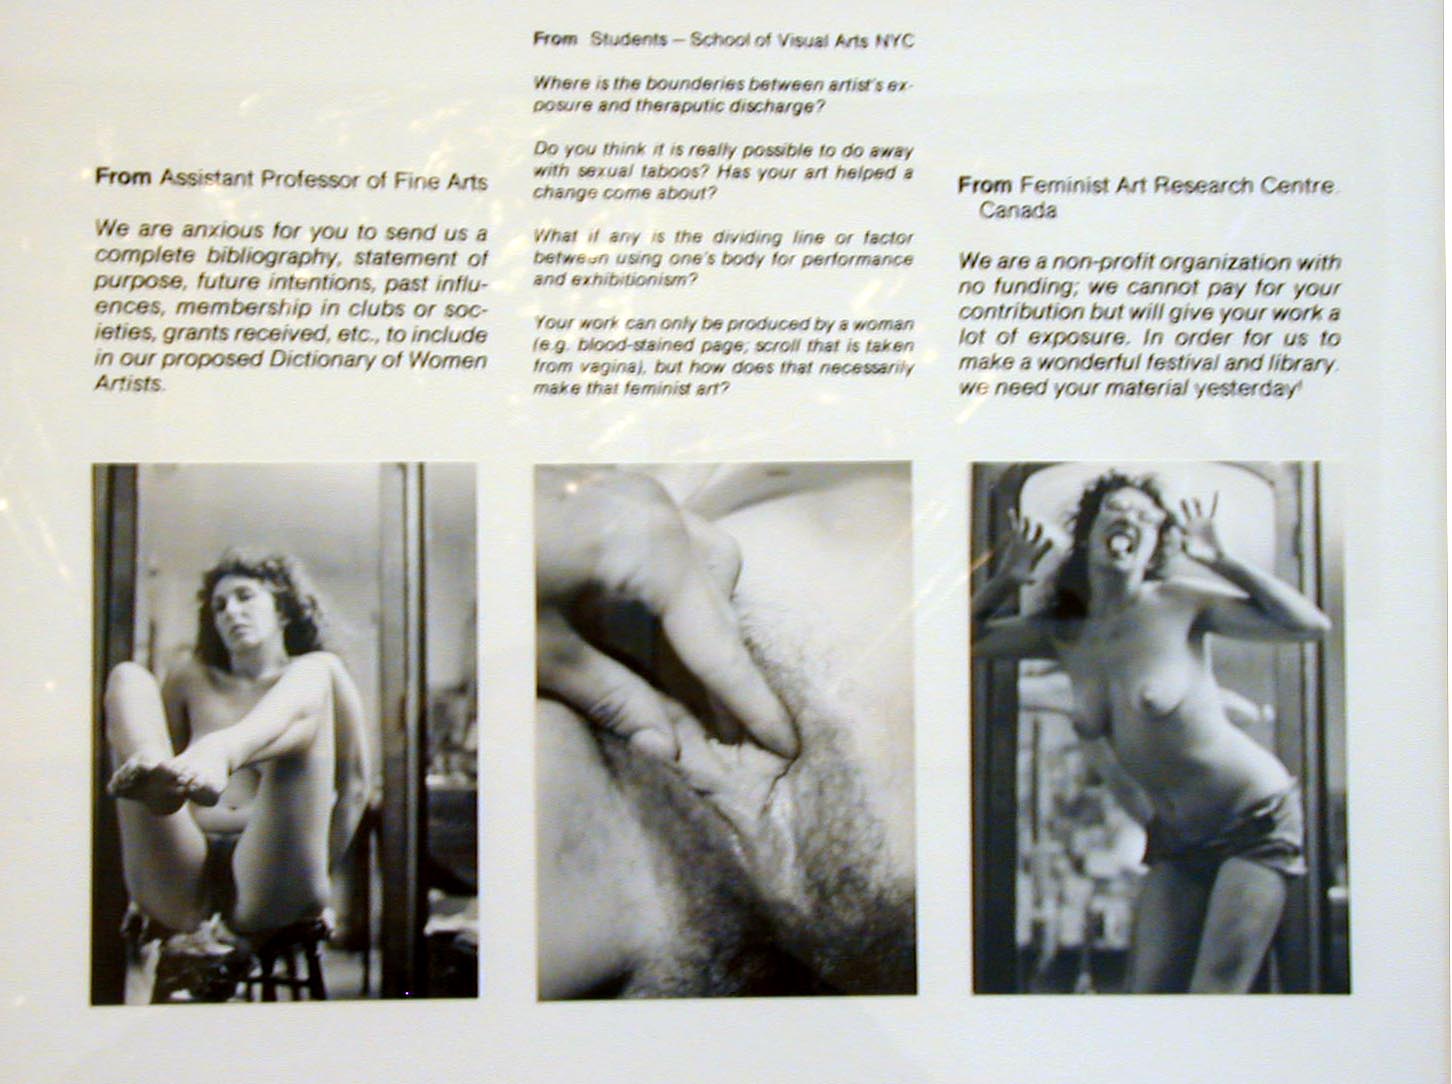 From Assistant Professor of Fine Arts
We are anxious for you to send us a
complete bibliography, statement of
purpose, future intentions, past influ-
ences, membership in clubs or soc-
ieties, grants received, etc., to include
in our proposed Dictionary of Women
Artists.
From Students – School of Visual Arts NYC
Where is the bounderies between artist's ex-
posure and theraputic discharge?
Do you think it is really possible to do away
with sexual taboos? Has your art helped a
change come about?
What if any is the dividing line or factor
between using one's body for performance
and exhibitionism?
Your work can only be produced by a woman
(e.g. blood-stained page; scroll that is taken
from vagina), but how does that necessarily
make that feminist art?
From Feminist Art Research Centre,
Canada
We are a non-profit organization with
no funding; we cannot pay for your
contribution but will give your work a
lot of exposure. In order for us to
make a wonderful festival and library,
we need your material yesterday!